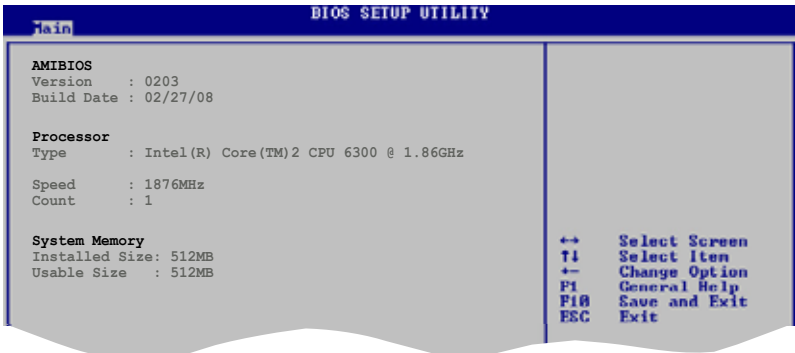 BIOS SETUP UTILITY
Main
AMIBIOS
Version : 0203
Build Date : 02/27/08
Processor
Type : Intel(R) Core(TM)2 CPU 6300 @ 1.86GHz
Speed : 1876MHz
Count : 1
System Memory
Installed Size: 512MB
Usable Size : 512MB
←→ Select Screen
↑↓ Select Item
+- Change Option
F1 General Help
F10 Save and Exit
ESC Exit